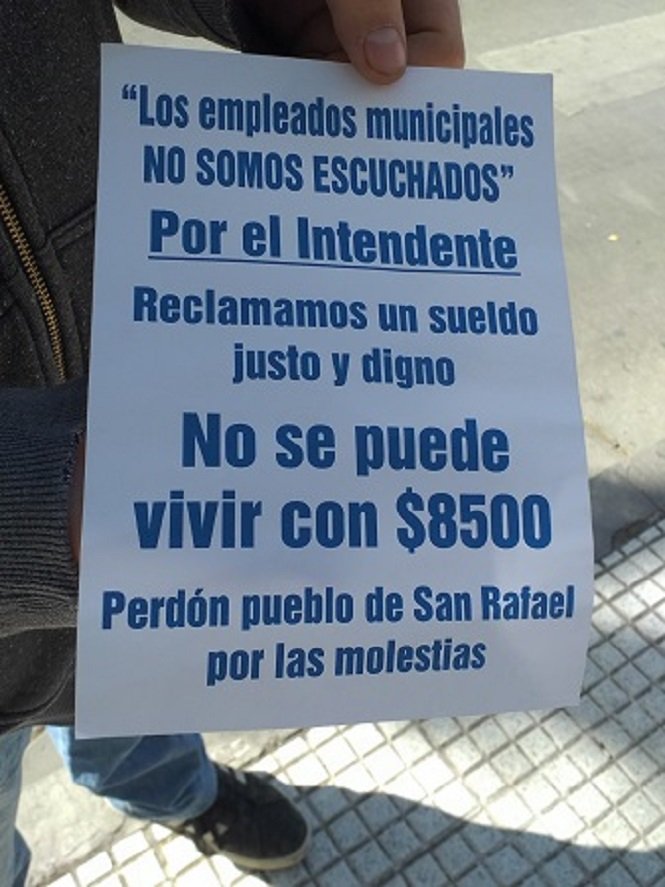 “Los empleados municipales
NO SOMOS ESCUCHADOS”
Por el Intendente
Reclamamos un sueldo
justo y digno
No se puede
vivir con $8500
Perdón pueblo de San Rafael
por las molestias